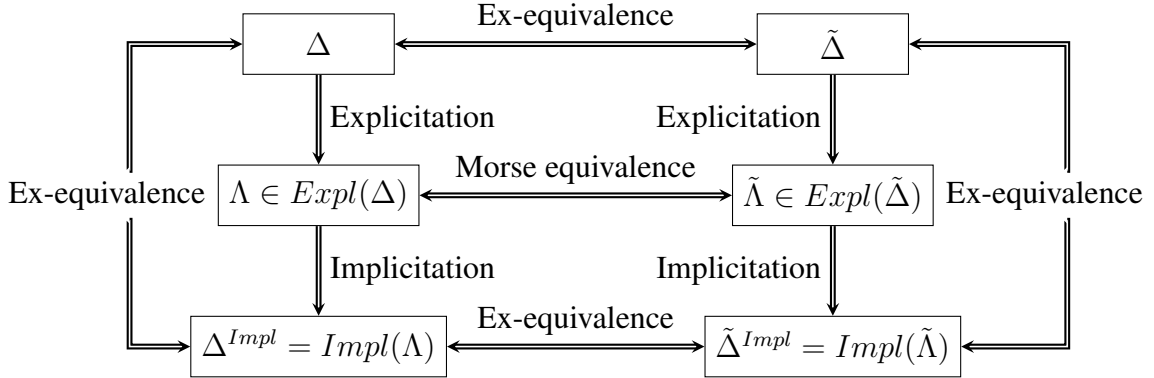 Ex-equivalence
Δ
Δ̃
Explicitation
Explicitation
Morse equivalence
Ex-equivalence
Λ ∈ Expl(Δ)
Λ̃ ∈ Expl(Δ̃)
Ex-equivalence
Implicitation
Implicitation
Ex-equivalence
Δ^{Impl} = Impl(Λ)
Δ̃^{Impl} = Impl(Λ̃)